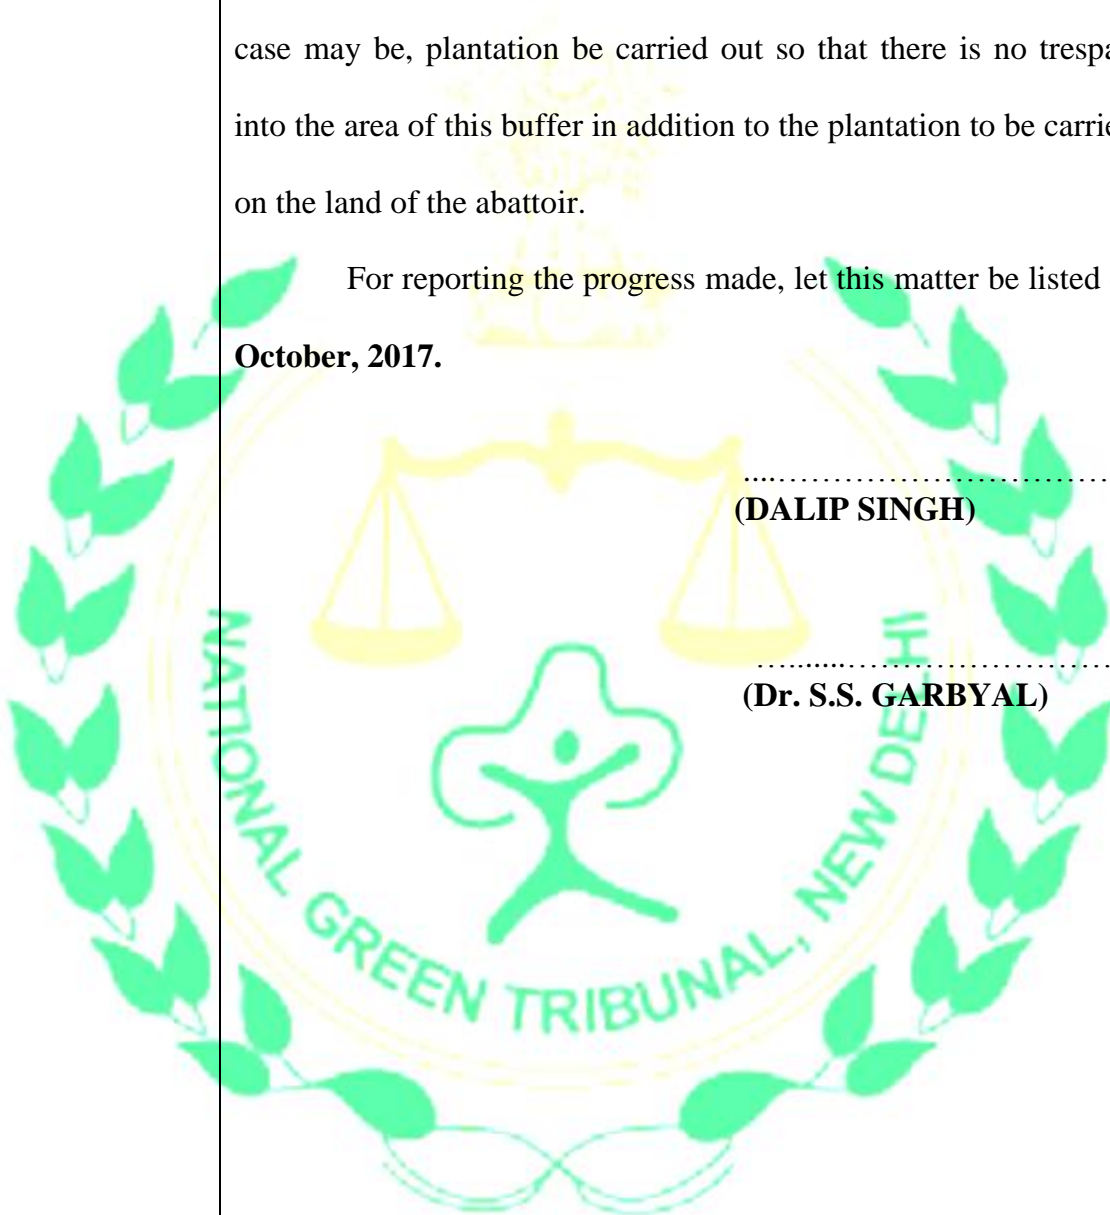 case may be, plantation be carried out so that there is no
into the area of this buffer in addition to the plantation to be
on the land of the abattoir.
For reporting the progress made, let this matter be listed
October, 2017.
....…………………………
(DALIP SINGH)
…......……………………
(Dr. S.S. GARBYAL)
NATIONAL GREEN TRIBUNAL, NEW DELHI